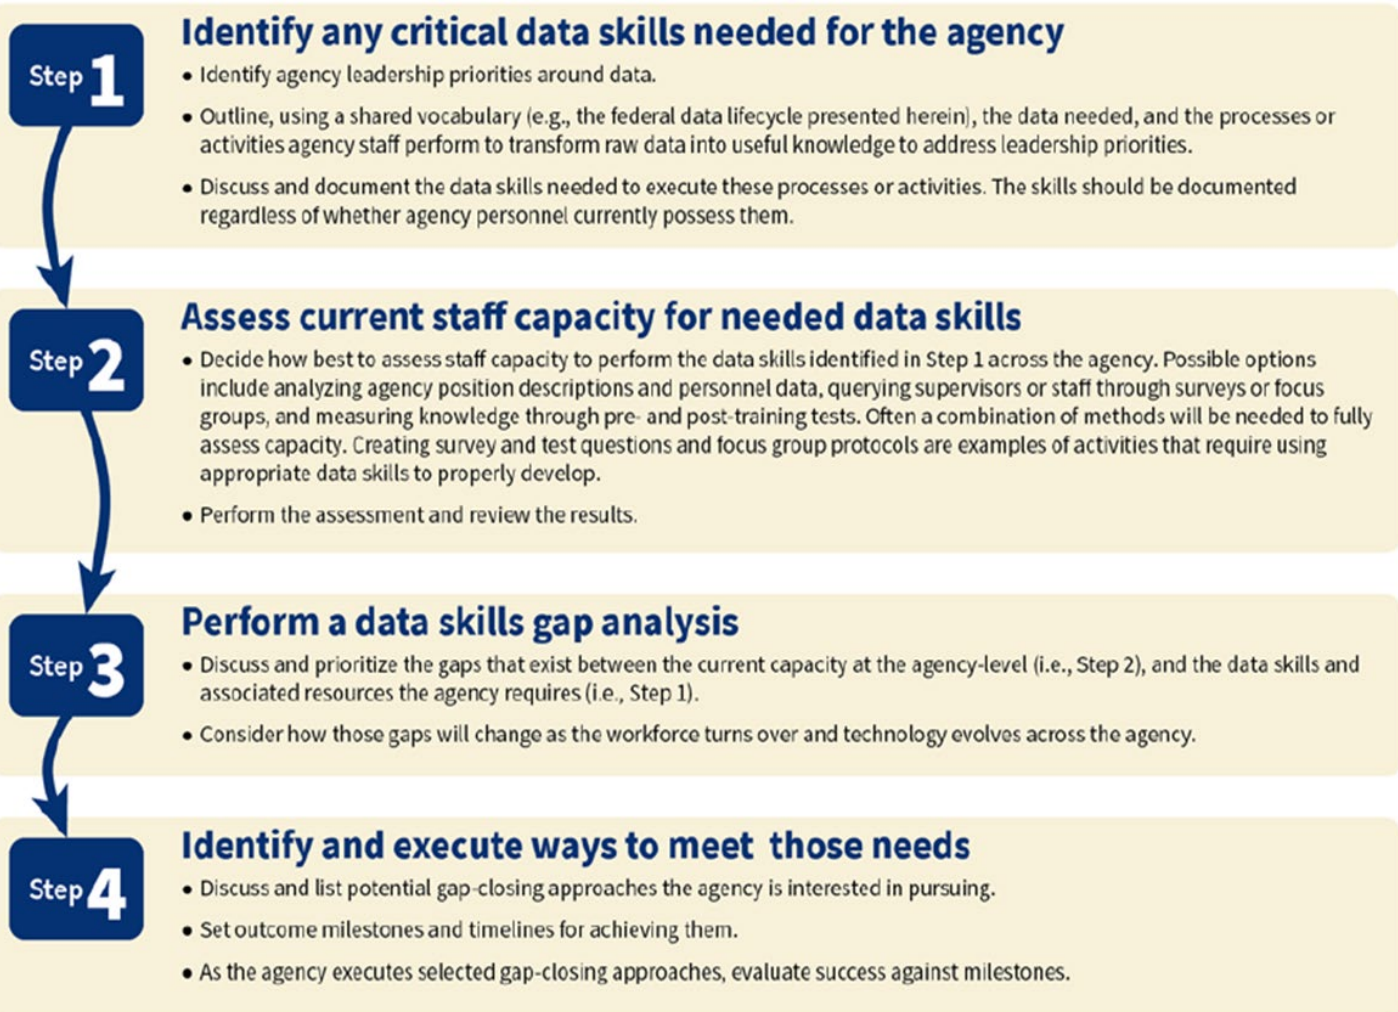 Step 1
Identify any critical data skills needed for the agency
• Identify agency leadership priorities around data.
• Outline, using a shared vocabulary (e.g., the federal data lifecycle presented herein), the data needed, and the processes or
activities agency staff perform to transform raw data into useful knowledge to address leadership priorities.
• Discuss and document the data skills needed to execute these processes or activities. The skills should be documented
regardless of whether agency personnel currently possess them.
Step 2
Assess current staff capacity for needed data skills
• Decide how best to assess staff capacity to perform the data skills identified in Step 1 across the agency. Possible options
include analyzing agency position descriptions and personnel data, querying supervisors or staff through surveys or focus
groups, and measuring knowledge through pre- and post-training tests. Often a combination of methods will be needed to fully
assess capacity. Creating survey and test questions and focus group protocols are examples of activities that require using
appropriate data skills to properly develop.
• Perform the assessment and review the results.
Step 3
Perform a data skills gap analysis
• Discuss and prioritize the gaps that exist between the current capacity at the agency-level (i.e., Step 2), and the data skills and
associated resources the agency requires (i.e., Step 1).
• Consider how those gaps will change as the workforce turns over and technology evolves across the agency.
Step 4
Identify and execute ways to meet those needs
• Discuss and list potential gap-closing approaches the agency is interested in pursuing.
• Set outcome milestones and timelines for achieving them.
• As the agency executes selected gap-closing approaches, evaluate success against milestones.